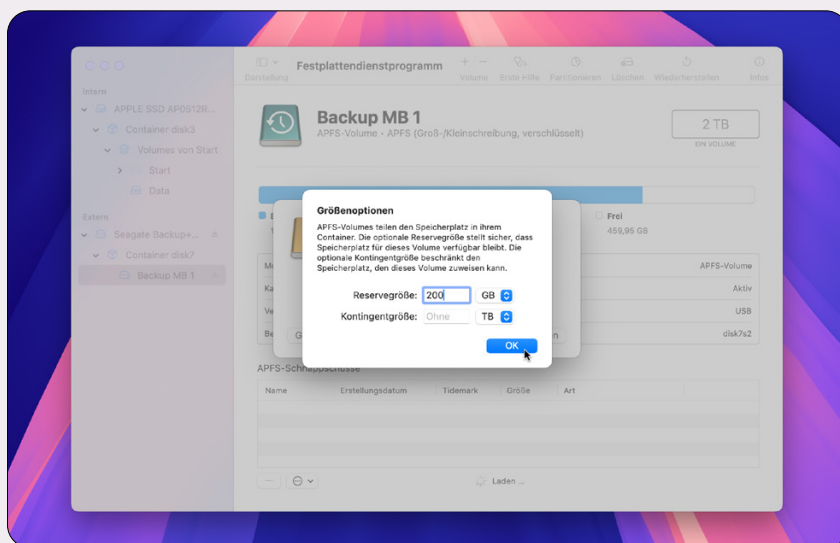 Festplattendienstprogramm
Darstellung
Volume
Erste Hilfe
Partitionieren
Löschen
Wiederherstellen
Infos
Intern
APPLE SSD AP0512R...
Container disk3
Volumes von Start
Start
Data
Extern
Seagate Backup+...
Container disk7
Backup MB 1
Backup MB 1
APFS-Volume • APFS (Groß-/Kleinschreibung, verschlüsselt)
2 TB
EIN VOLUME
Frei
459,95 GB
Größenoptionen
APFS-Volumes teilen den Speicherplatz in ihrem
Container. Die optionale Reservegröße stellt sicher, dass
Speicherplatz für dieses Volume verfügbar bleibt. Die
optionale Kontingentgröße beschränkt den
Speicherplatz, den dieses Volume zuweisen kann.
Reservegröße: 200 GB
Kontingentgröße: Ohne TB
OK
APFS-Volume
Aktiv
USB
disk7s2
APFS-Schnappschüsse
Name Erstellungsdatum Tidemark Größe Art
Laden ...